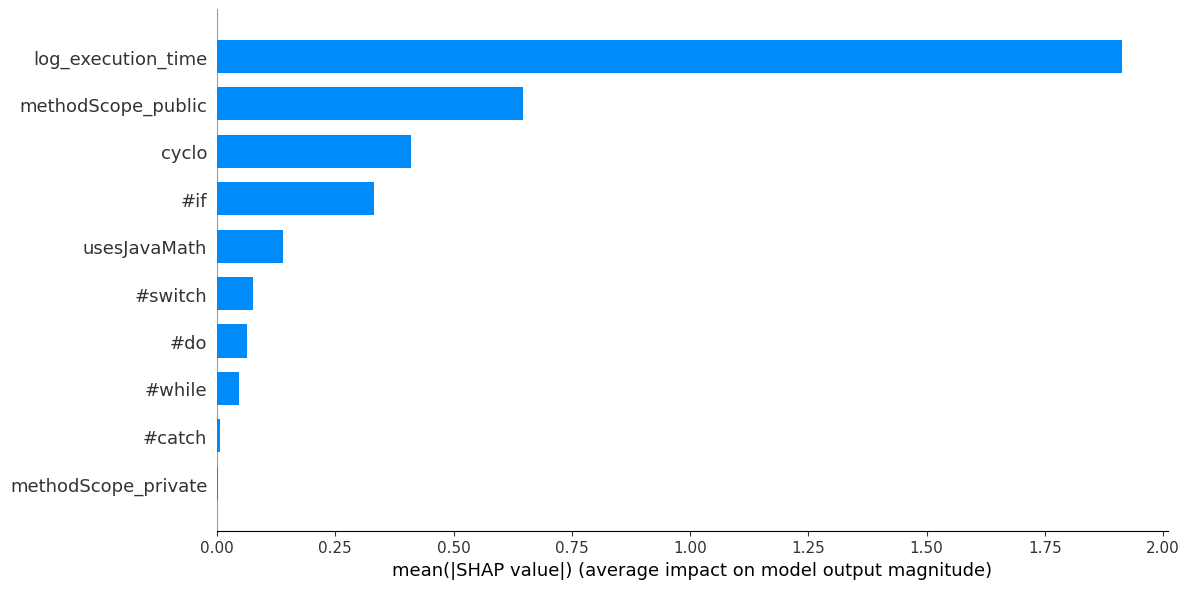 log_execution_time
methodScope_public
cyclo
#if
usesJavaMath
#switch
#do
#while
#catch
methodScope_private
0.00 0.25 0.50 0.75 1.00 1.25 1.50 1.75 2.00
mean(|SHAP value|) (average impact on model output magnitude)